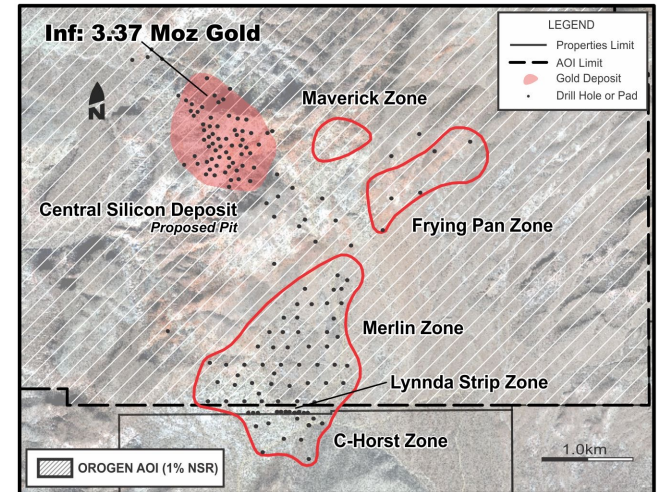 Inf: 3.37 Moz Gold
LEGEND
Properties Limit
AOI Limit
Gold Deposit
Drill Hole or Pad
N
Maverick Zone
Central Silicon Deposit
Proposed Pit
Frying Pan Zone
Merlin Zone
Lynnda Strip Zone
C-Horst Zone
1.0km
OROGEN AOI (1% NSR)